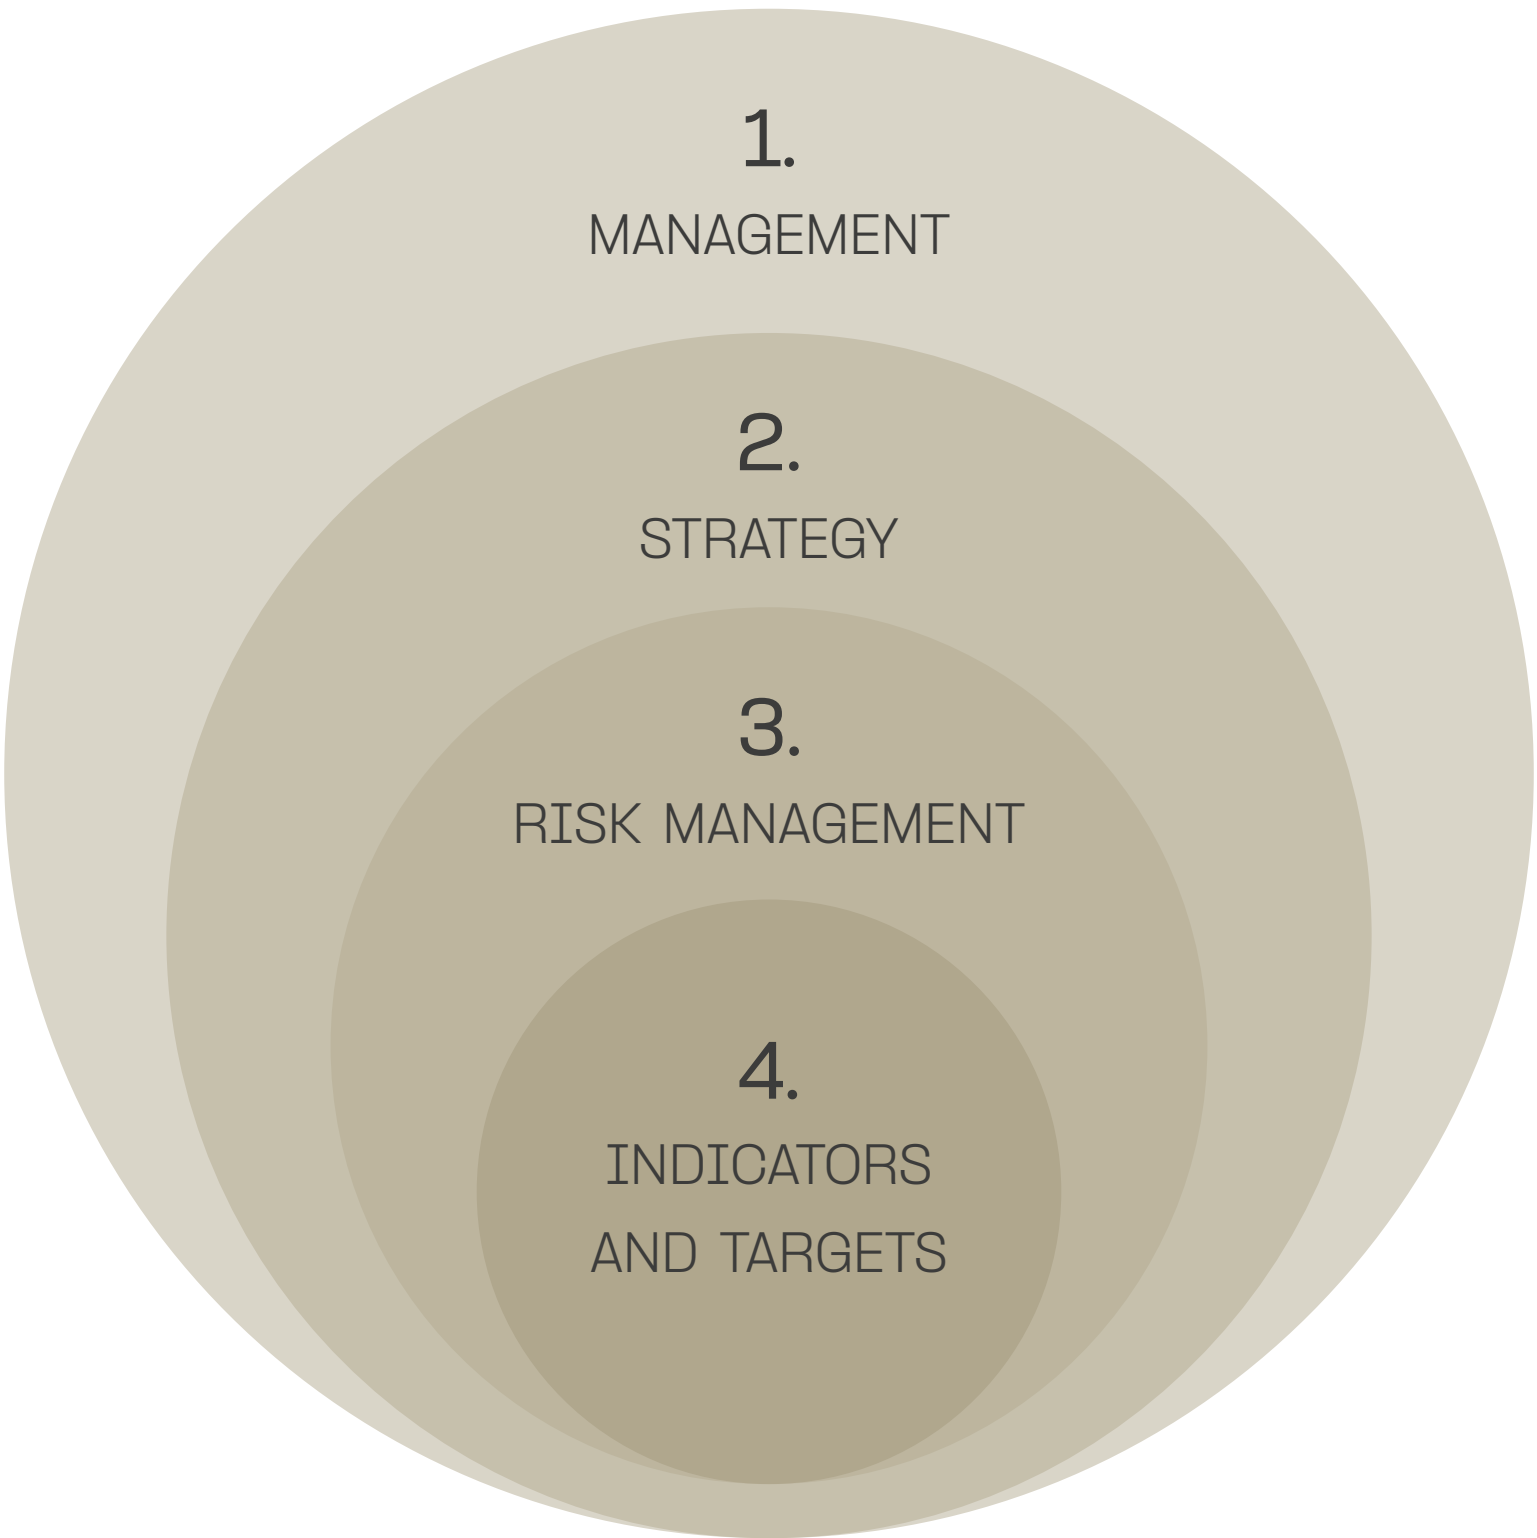 1.
MANAGEMENT
2.
STRATEGY
3.
RISK MANAGEMENT
4.
INDICATORS
AND TARGETS